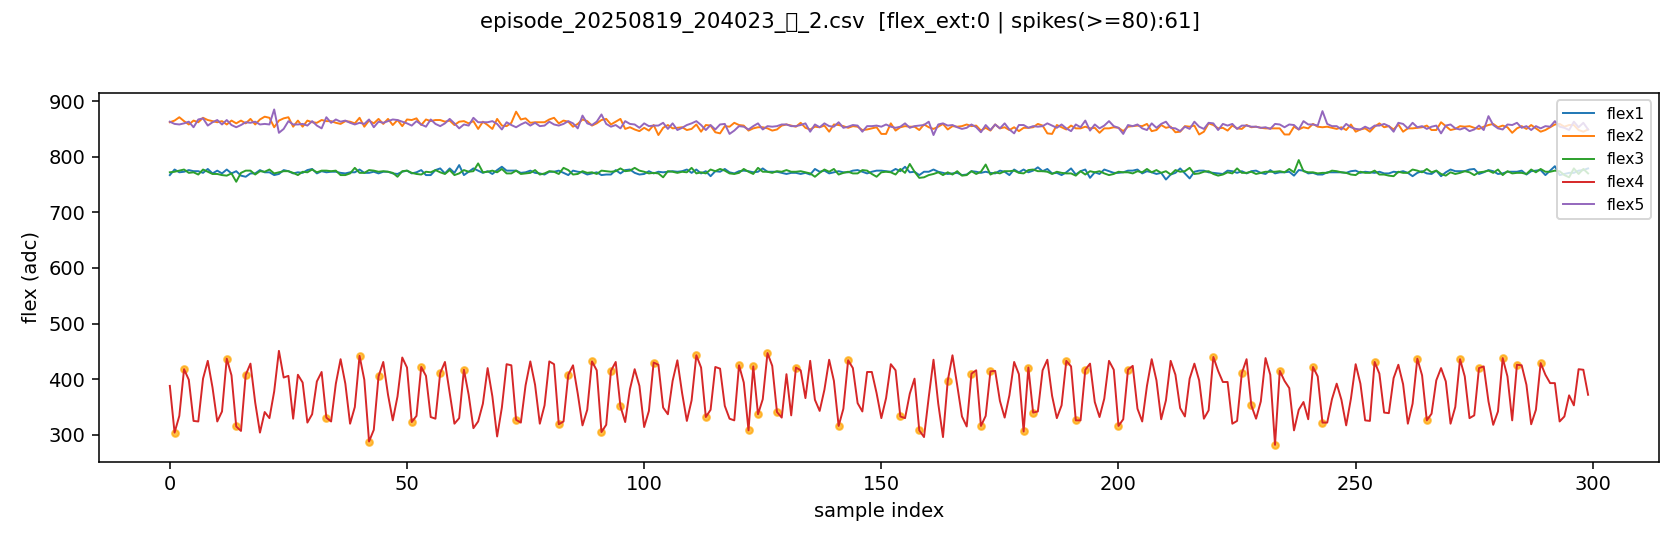 episode_20250819_204023_▯_2.csv [flex_ext:0 | spikes(>=80):61]
900
800
700
600
500
400
300
flex (adc)
flex1
flex2
flex3
flex4
flex5
0
50
100
150
200
250
300
sample index